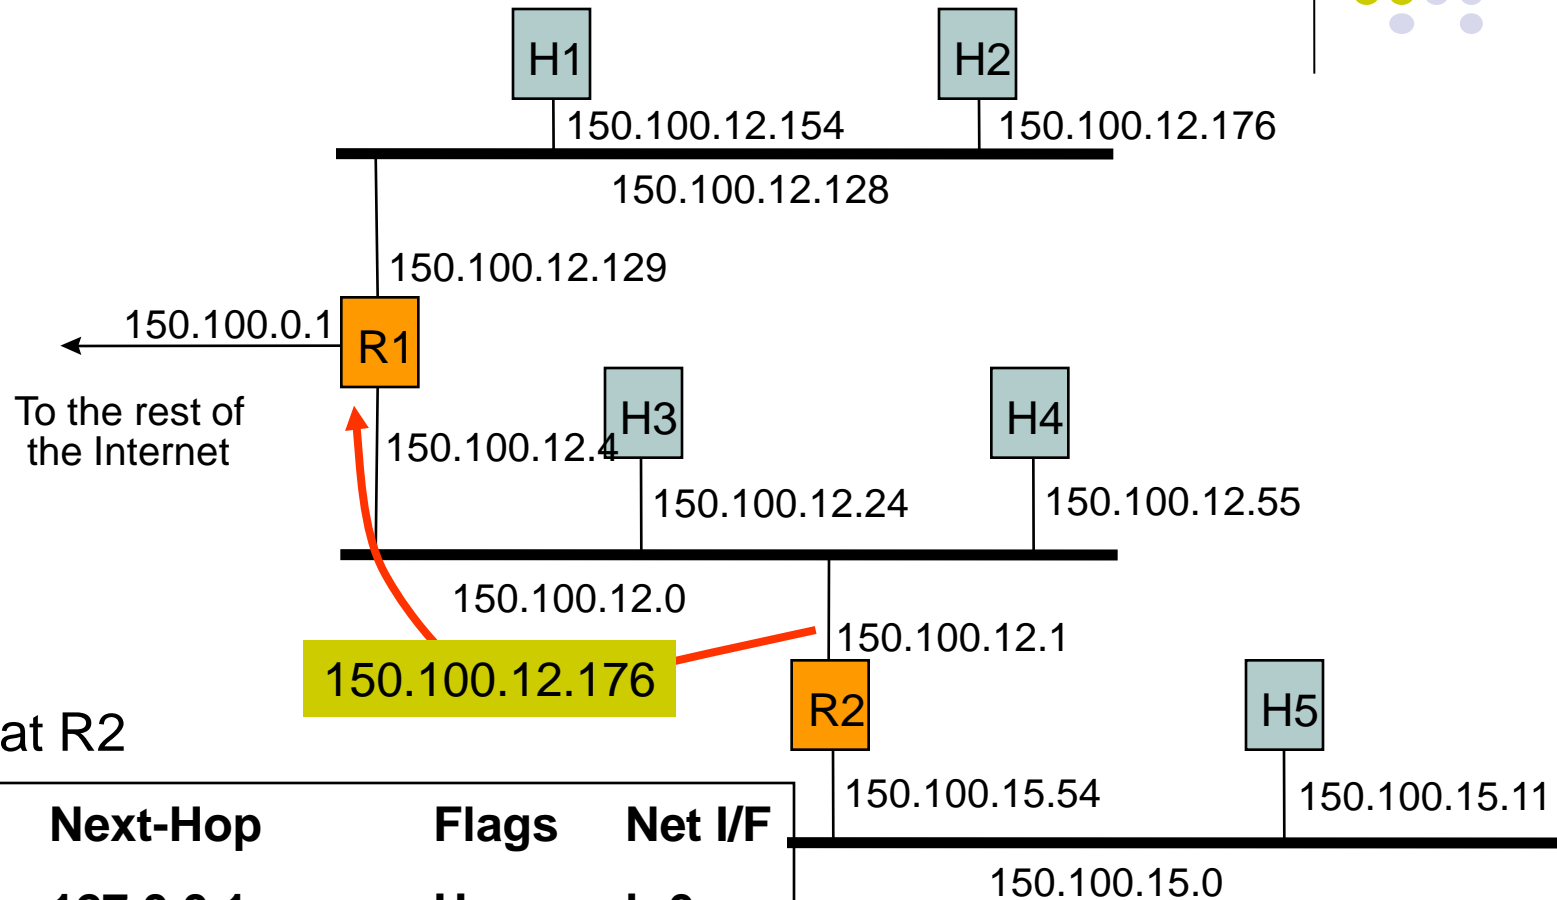 H1
H2
150.100.12.154
150.100.12.176
150.100.12.128
150.100.12.129
150.100.0.1
R1
To the rest of
the Internet
H3
H4
150.100.12.4
150.100.12.24
150.100.12.55
150.100.12.0
150.100.12.1
150.100.12.176
R2
H5
at R2
150.100.15.54
150.100.15.11
Next-Hop Flags Net I/F
150.100.15.0